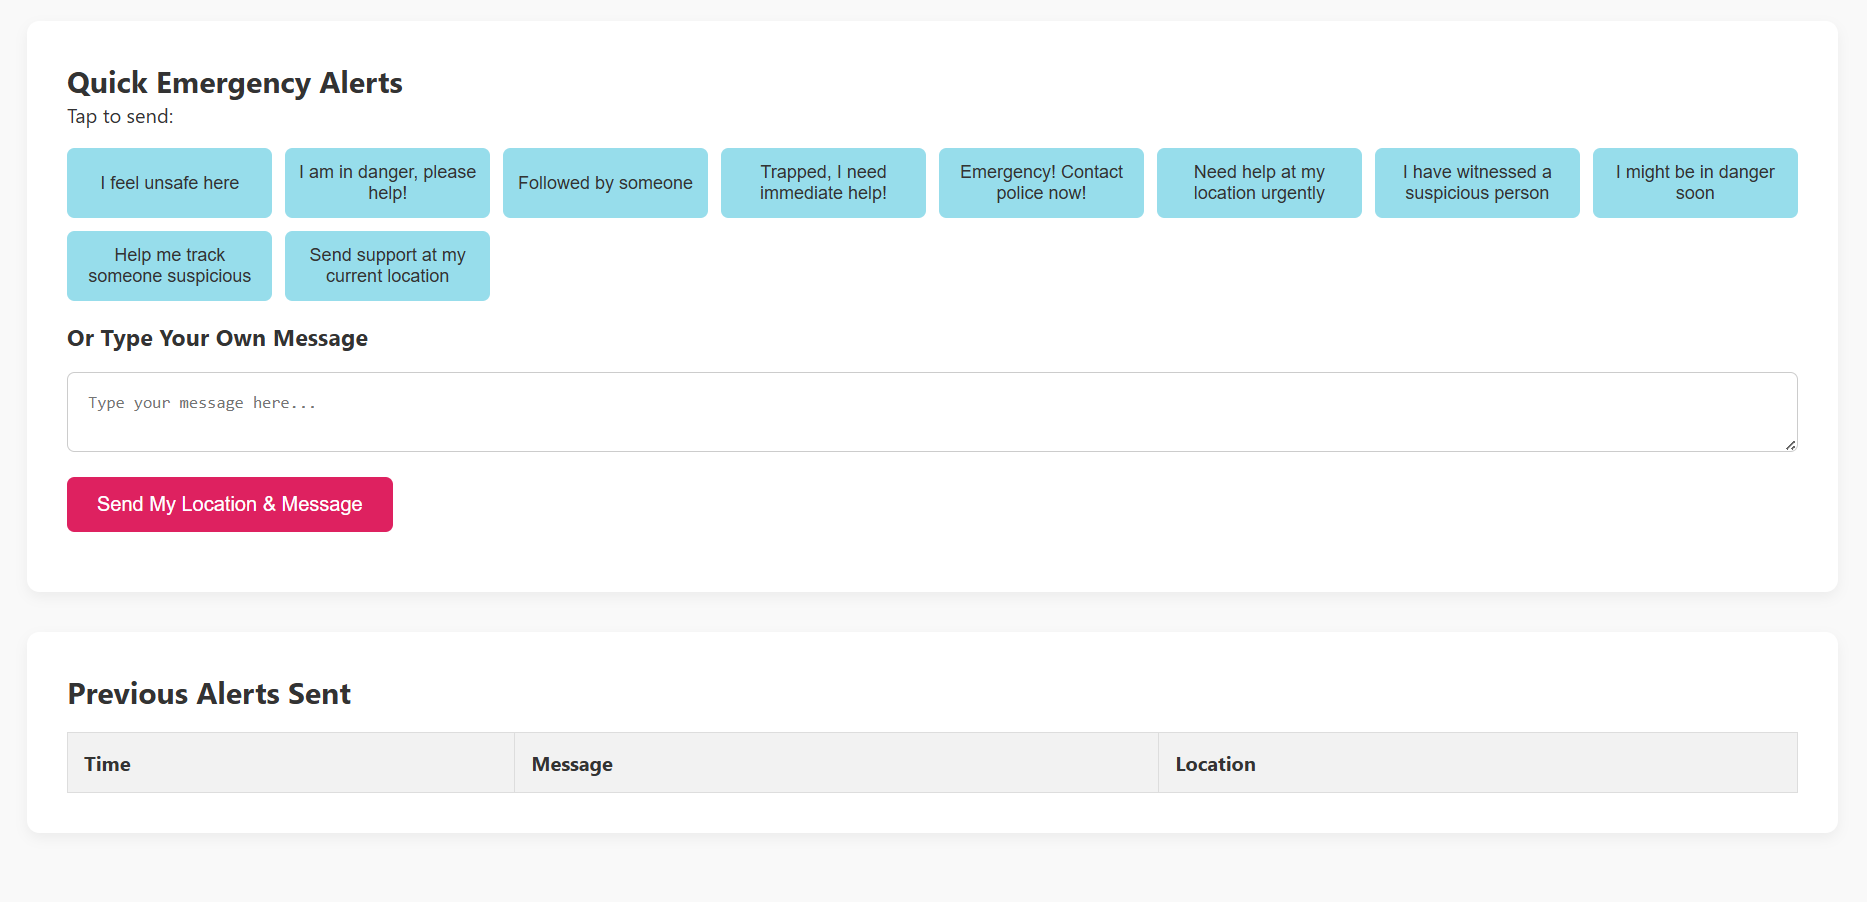 Quick Emergency Alerts
Tap to send:
I feel unsafe here
I am in danger, please
help!
Followed by someone
Trapped, I need
immediate help!
Emergency! Contact
police now!
Need help at my
location urgently
I have witnessed a
suspicious person
I might be in danger
soon
Help me track
someone suspicious
Send support at my
current location
Or Type Your Own Message
Type your message here...
Send My Location & Message
Previous Alerts Sent
Time
Message
Location